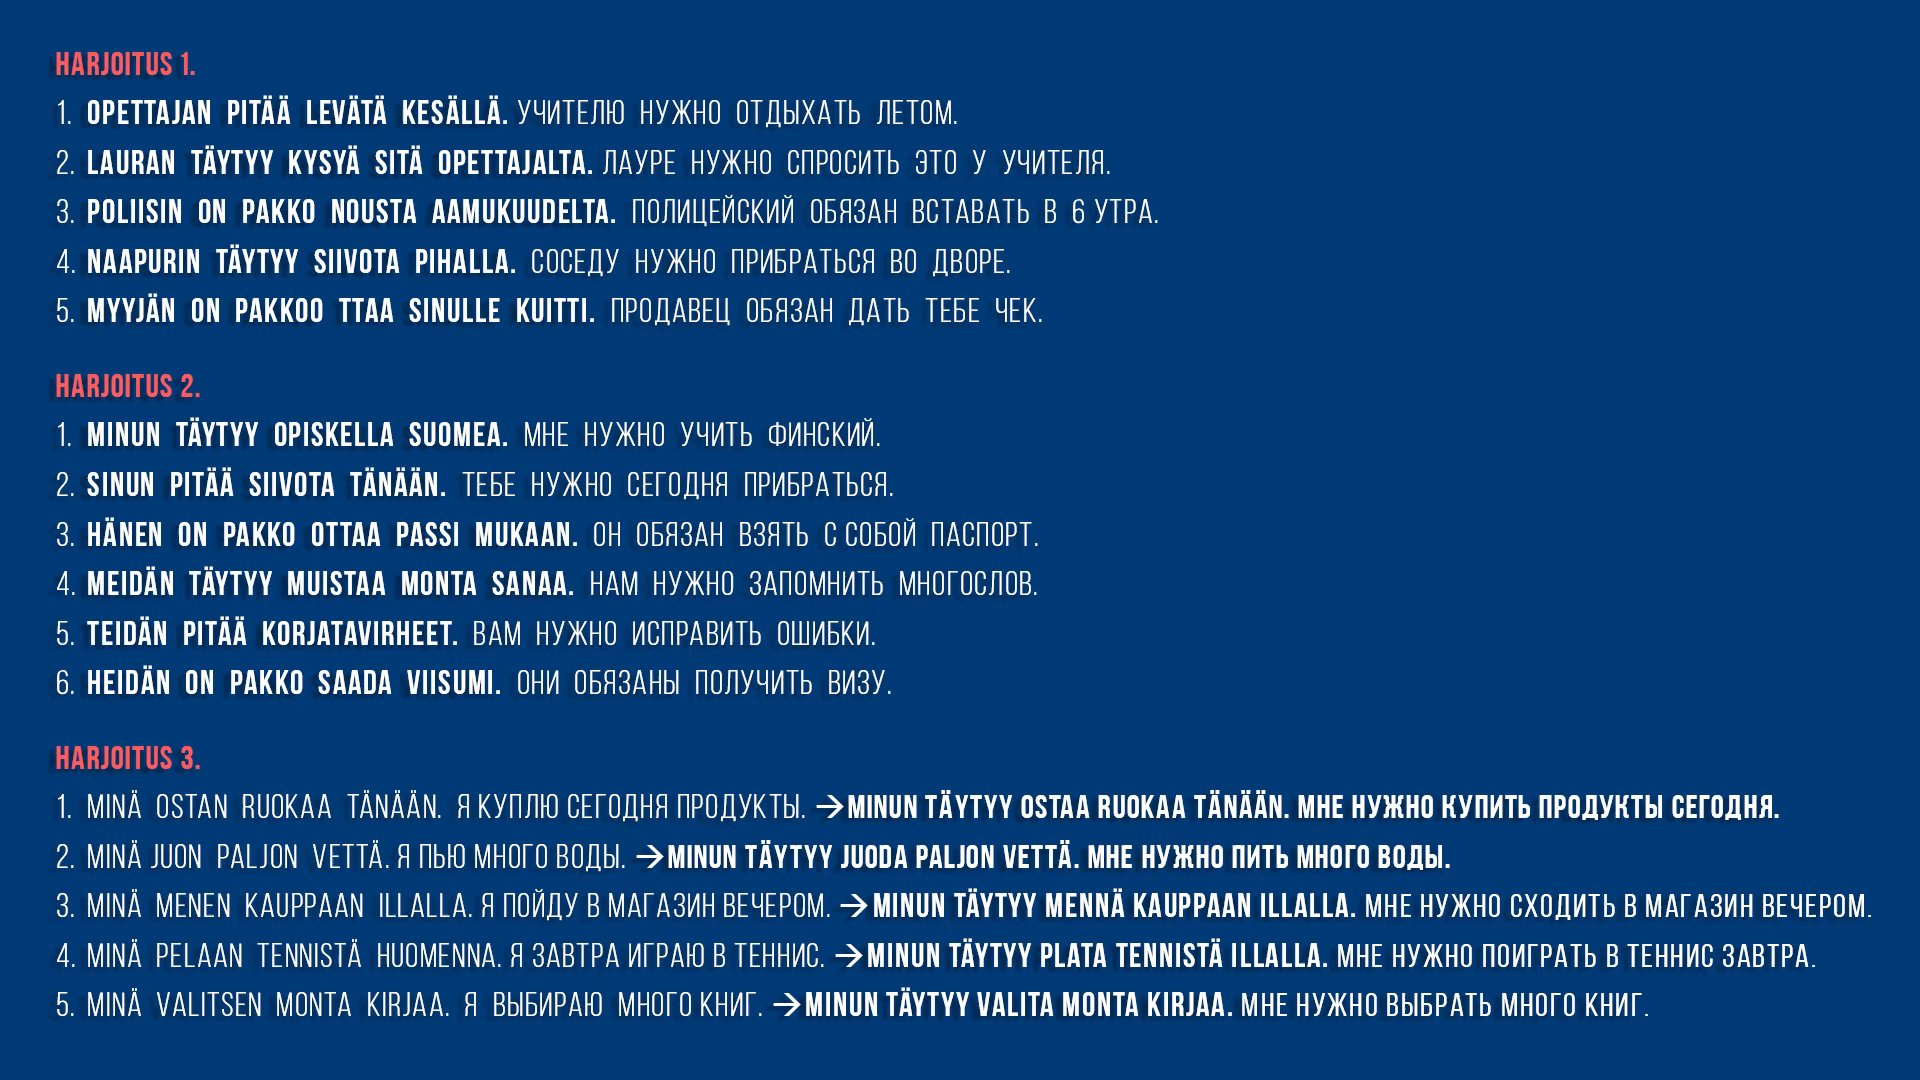 HARJOITUS 1.
1. OPETTAJAN PITÄÄ LEVÄTÄ KESÄLLÄ. УЧИТЕЛЮ НУЖНО ОТДЫХАТЬ ЛЕТОМ.
2. LAURAN TÄYTYY KYSYÄ SITÄ OPETTAJALTA. ЛАУРЕ НУЖНО СПРОСИТЬ ЭТО У УЧИТЕЛЯ.
3. POLIISIN ON PAKKO NOUSTA AAMUKUUDELTA. ПОЛИЦЕЙСКИЙ ОБЯЗАН ВСТАВАТЬ В 6 УТРА.
4. NAAPURIN TÄYTYY SIIVOTA PIHALLA. СОСЕДУ НУЖНО ПРИБРАТЬСЯ ВО ДВОРЕ.
5. MYYJÄN ON PAKKOO TTAA SINULLE KUITTI. ПРОДАВЕЦ ОБЯЗАН ДАТЬ ТЕБЕ ЧЕК.
HARJOITUS 2.
1. MINUN TÄYTYY OPISKELLA SUOMEA. МНЕ НУЖНО УЧИТЬ ФИНСКИЙ.
2. SINUN PITÄÄ SIIVOTA TÄNÄÄN. ТЕБЕ НУЖНО СЕГОДНЯ ПРИБРАТЬСЯ.
3. HÄNEN ON PAKKO OTTAA PASSI MUKAAN. ОН ОБЯЗАН ВЗЯТЬ С СОБОЙ ПАСПОРТ.
4. MEIDÄN TÄYTYY MUISTAA MONTA SANAA. НАМ НУЖНО ЗАПОМНИТЬ МНОГОСЛОВ.
5. TEIDÄN PITÄÄ KORJATAVIRHEET. ВАМ НУЖНО ИСПРАВИТЬ ОШИБКИ.
6. HEIDÄN ON PAKKO SAADA VIISUMI. ОНИ ОБЯЗАНЫ ПОЛУЧИТЬ ВИЗУ.
HARJOITUS 3.
1. MINÄ OSTAN RUOKAA TÄNÄÄN. Я КУПЛЮ СЕГОДНЯ ПРОДУКТЫ. →MINUN TÄYTYY OSTAA RUOKAA TÄNÄÄN. МНЕ НУЖНО КУПИТЬ ПРОДУКТЫ СЕГОДНЯ.
2. MINÄ JUON PALJON VETTÄ. Я ПЬЮ МНОГО ВОДЫ. →MINUN TÄYTYY JUODA PALJON VETTÄ. МНЕ НУЖНО ПИТЬ МНОГО ВОДЫ.
3. MINÄ MENEN KAUPPAAN ILLALLA. Я ПОЙДУ В МАГАЗИН ВЕЧЕРОМ. →MINUN TÄYTYY MENNÄ KAUPPAAN ILLALLA. МНЕ НУЖНО СХОДИТЬ В МАГАЗИН ВЕЧЕРОМ.
4. MINÄ PELAAN TENNISTÄ HUOMENNA. Я ЗАВТРА ИГРАЮ В ТЕННИС. →MINUN TÄYTYY PLATA TENNISTÄ ILLALLA. МНЕ НУЖНО ПОИГРАТЬ В ТЕННИС ЗАВТРА.
5. MINÄ VALITSEN MONTA KIRJAA. Я ВЫБИРАЮ МНОГО КНИГ. →MINUN TÄYTYY VALITA MONTA KIRJAA. МНЕ НУЖНО ВЫБРАТЬ МНОГО КНИГ.